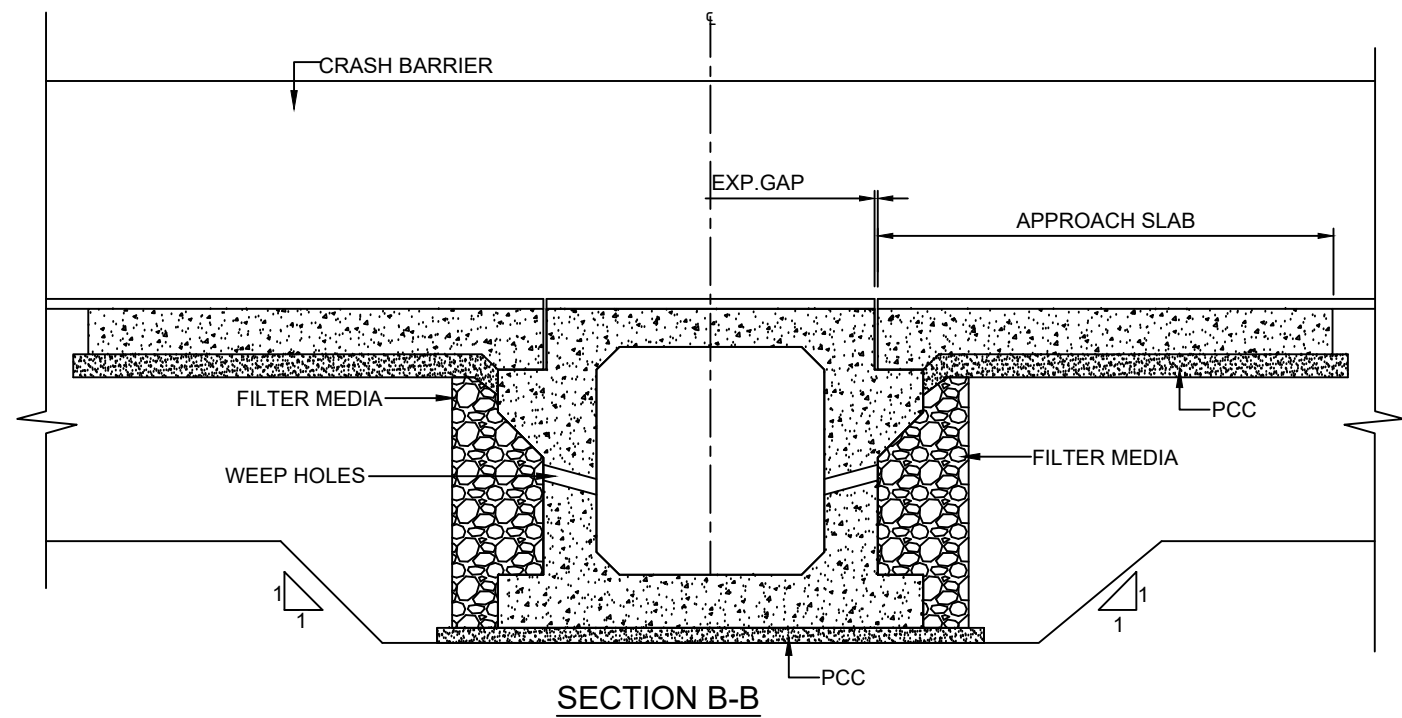 ℄
CRASH BARRIER
EXP.GAP
APPROACH SLAB
FILTER MEDIA
PCC
WEEP HOLES
FILTER MEDIA
1
1
1
1
PCC
SECTION B-B